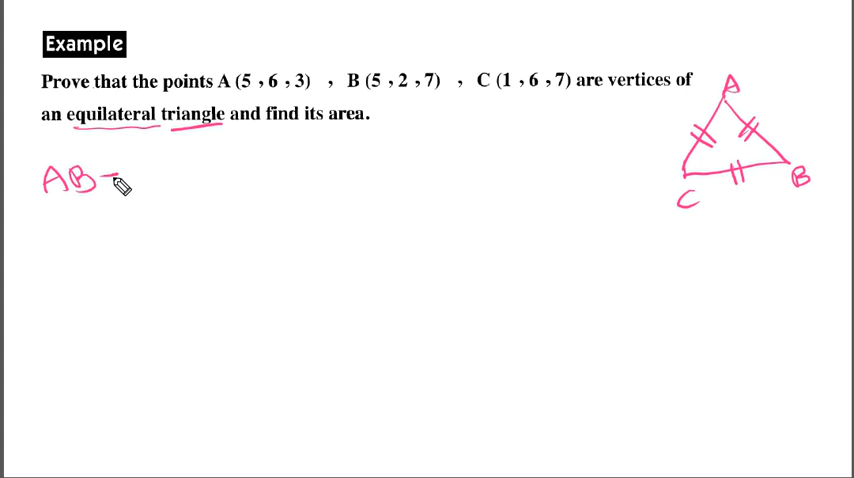 Example
Prove that the points A (5 , 6 , 3) , B (5 , 2 , 7) , C (1 , 6 , 7) are vertices of
an equilateral triangle and find its area.
A
C
B
AB=